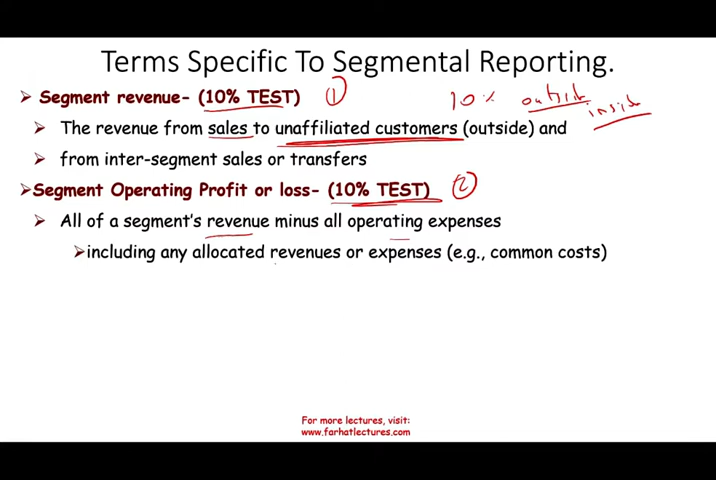 Terms Specific To Segmental Reporting.
➢ Segment revenue- (10% TEST) ①
10% outside inside
➢ The revenue from sales to unaffiliated customers (outside) and
➢ from inter-segment sales or transfers
➢Segment Operating Profit or loss- (10% TEST) ②
➢ All of a segment's revenue minus all operating expenses
➢including any allocated revenues or expenses (e.g., common costs)
For more lectures, visit:
www.farhatlectures.com